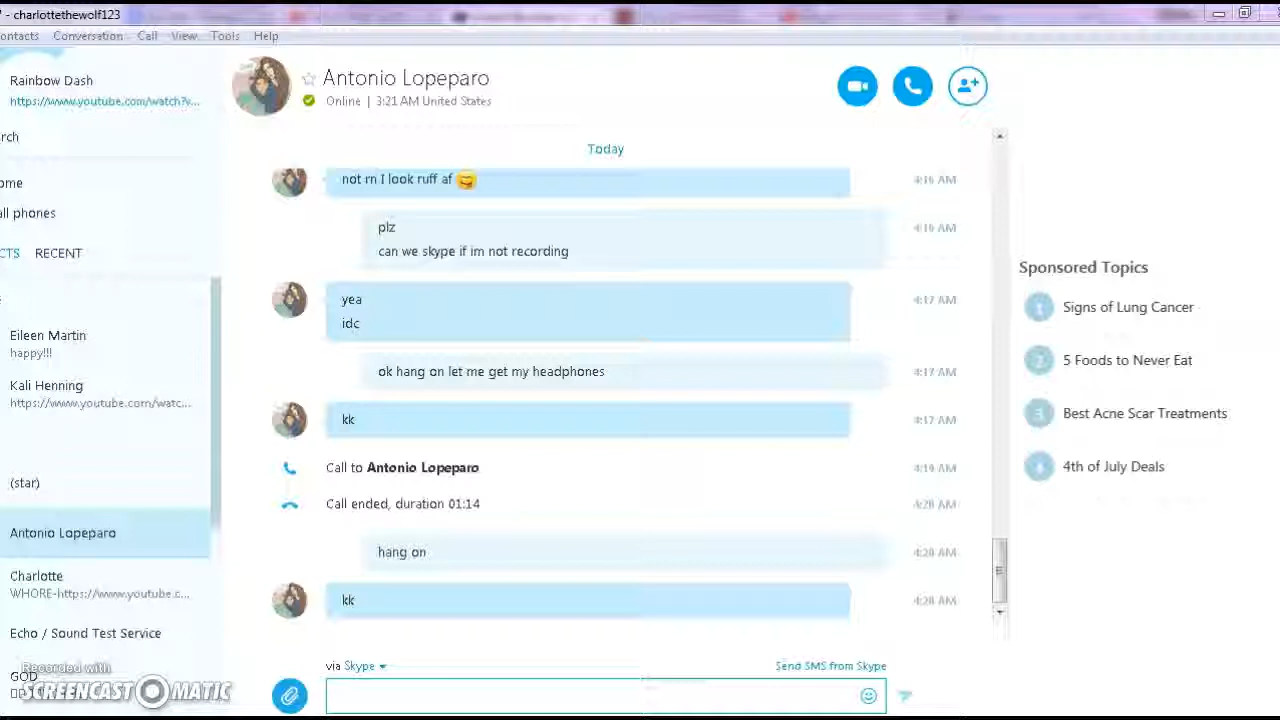 - charlottethewolf123
ontacts Conversation Call View Tools Help
Rainbow Dash
https://www.youtube.com/watch?v...
rch
ome
all phones
CTS RECENT
Eileen Martin
happy!!!
Kali Henning
https://www.youtube.com/watc...
(star)
Antonio Lopeparo
Charlotte
WHORE-https://www.youtube.c...
Echo / Sound Test Service
GOD
Recorded with
SCREENCAST MATIC
Antonio Lopeparo
Online | 3:21 AM United States
Today
not rn I look ruff af 4:16 AM
plz 4:16 AM
can we skype if im not recording
yea 4:17 AM
idc
ok hang on let me get my headphones 4:17 AM
kk 4:17 AM
Call to Antonio Lopeparo 4:19 AM
Call ended, duration 01:14 4:20 AM
hang on 4:20 AM
kk 4:20 AM
via Skype Send SMS from Skype
Sponsored Topics
1 Signs of Lung Cancer
2 5 Foods to Never Eat
3 Best Acne Scar Treatments
4 4th of July Deals